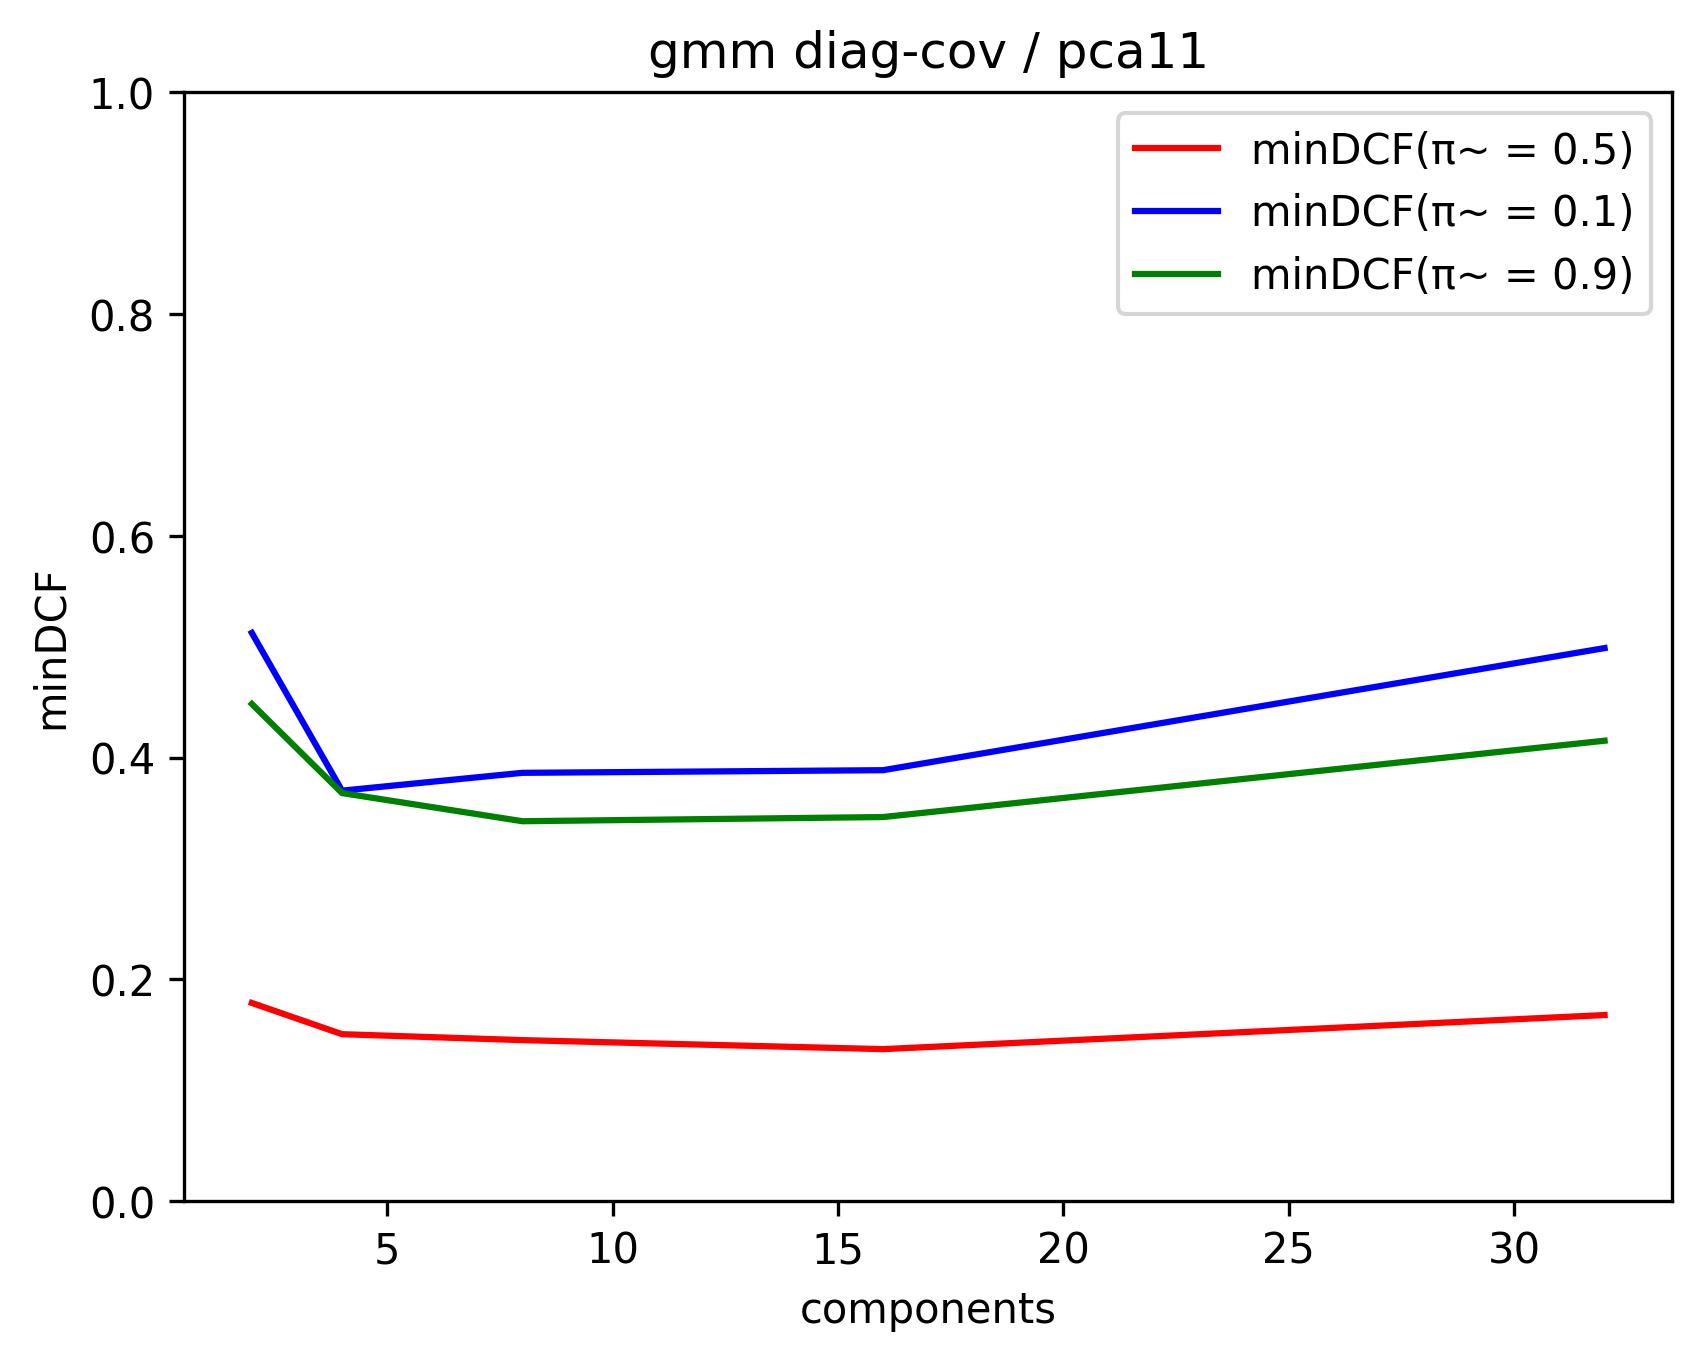 gmm diag-cov / pca11
minDCF(π~ = 0.5)
minDCF(π~ = 0.1)
minDCF(π~ = 0.9)
minDCF
1.0
0.8
0.6
0.4
0.2
0.0
5 10 15 20 25 30
components